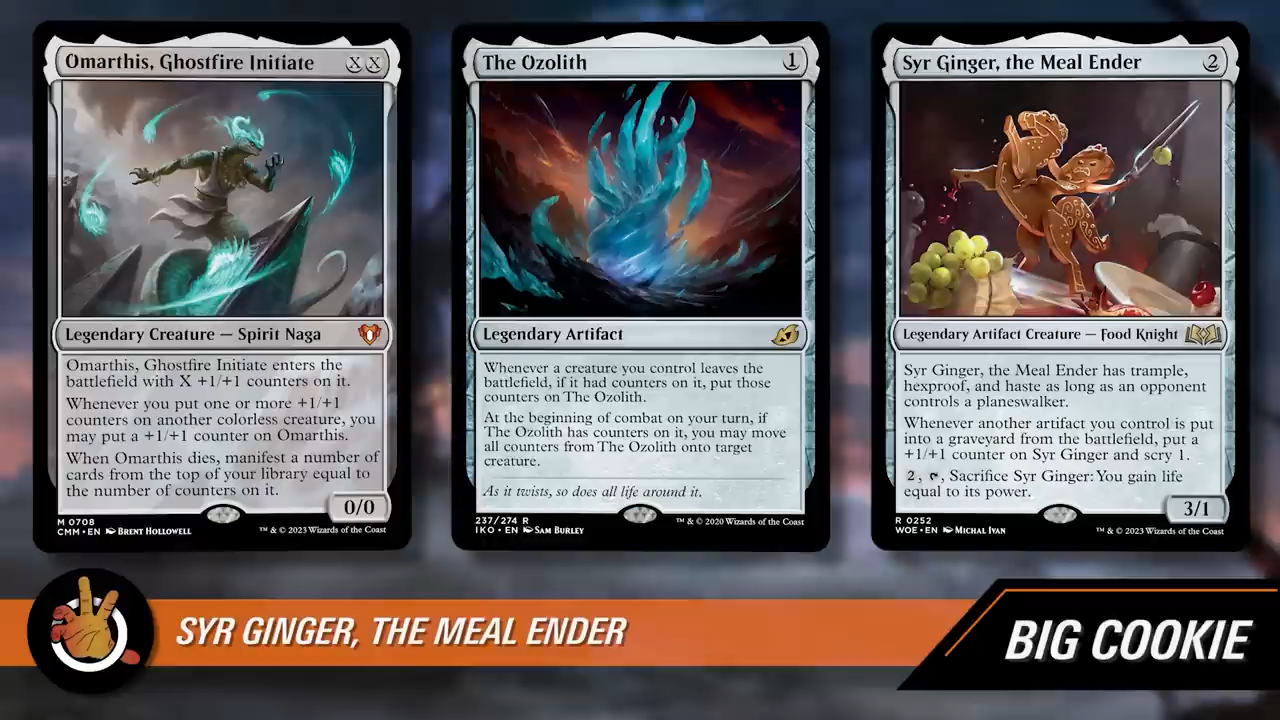 Omarthis, Ghostfire Initiate XX
Legendary Creature — Spirit Naga
Omarthis, Ghostfire Initiate enters the
battlefield with X +1/+1 counters on it.
Whenever you put one or more +1/+1
counters on another colorless creature, you
may put a +1/+1 counter on Omarthis.
When Omarthis dies, manifest a number of
cards from the top of your library equal to
the number of counters on it.
0/0
M 0708
CMM • EN Brent Hollowell
™ & © 2023 Wizards of the Coast
The Ozolith 1
Legendary Artifact
Whenever a creature you control leaves the
battlefield, if it had counters on it, put those
counters on The Ozolith.
At the beginning of combat on your turn, if
The Ozolith has counters on it, you may move
all counters from The Ozolith onto target
creature.
As it twists, so does all life around it.
237/274 R
IKO • EN Sam Burley
™ & © 2020 Wizards of the Coast
Syr Ginger, the Meal Ender 2
Legendary Artifact Creature — Food Knight
Syr Ginger, the Meal Ender has trample,
hexproof, and haste as long as an opponent
controls a planeswalker.
Whenever another artifact you control is put
into a graveyard from the battlefield, put a
+1/+1 counter on Syr Ginger and scry 1.
2, , Sacrifice Syr Ginger: You gain life
equal to its power.
3/1
R 0252
WOE • EN Michal Ivan
™ & © 2023 Wizards of the Coast
SYR GINGER, THE MEAL ENDER
BIG COOKIE